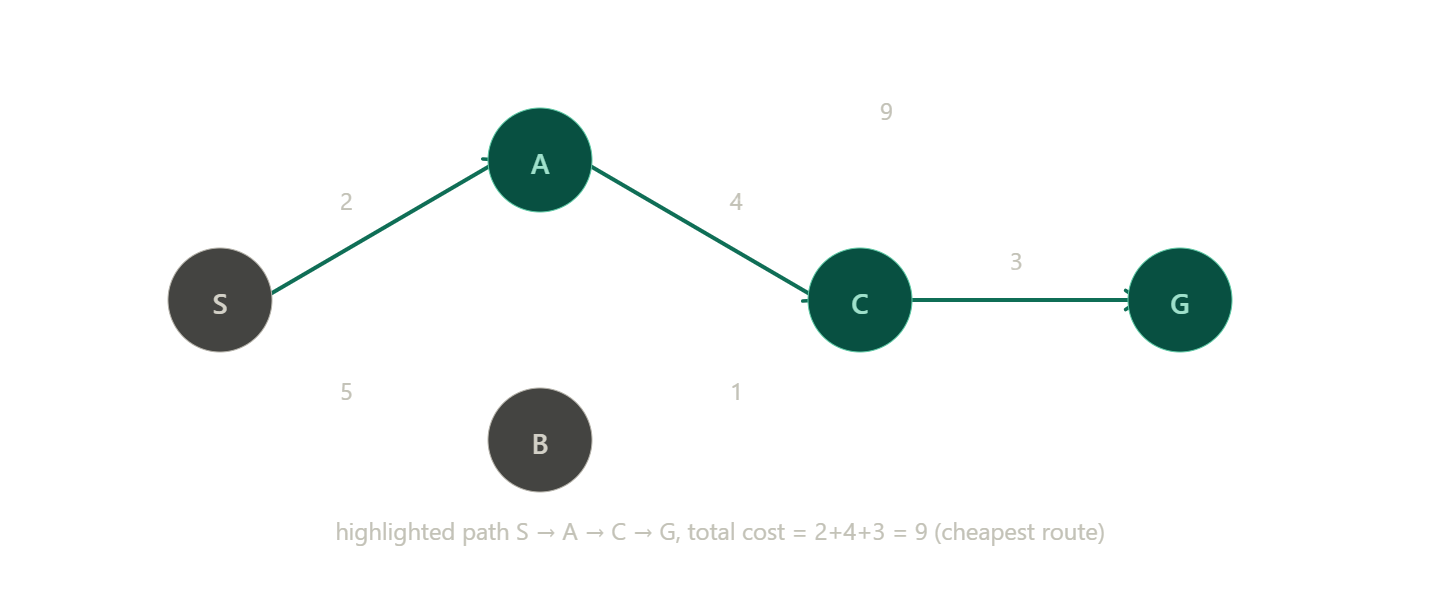 9
A
2
4
3
S
C
G
5
1
B
highlighted path S → A → C → G, total cost = 2+4+3 = 9 (cheapest route)